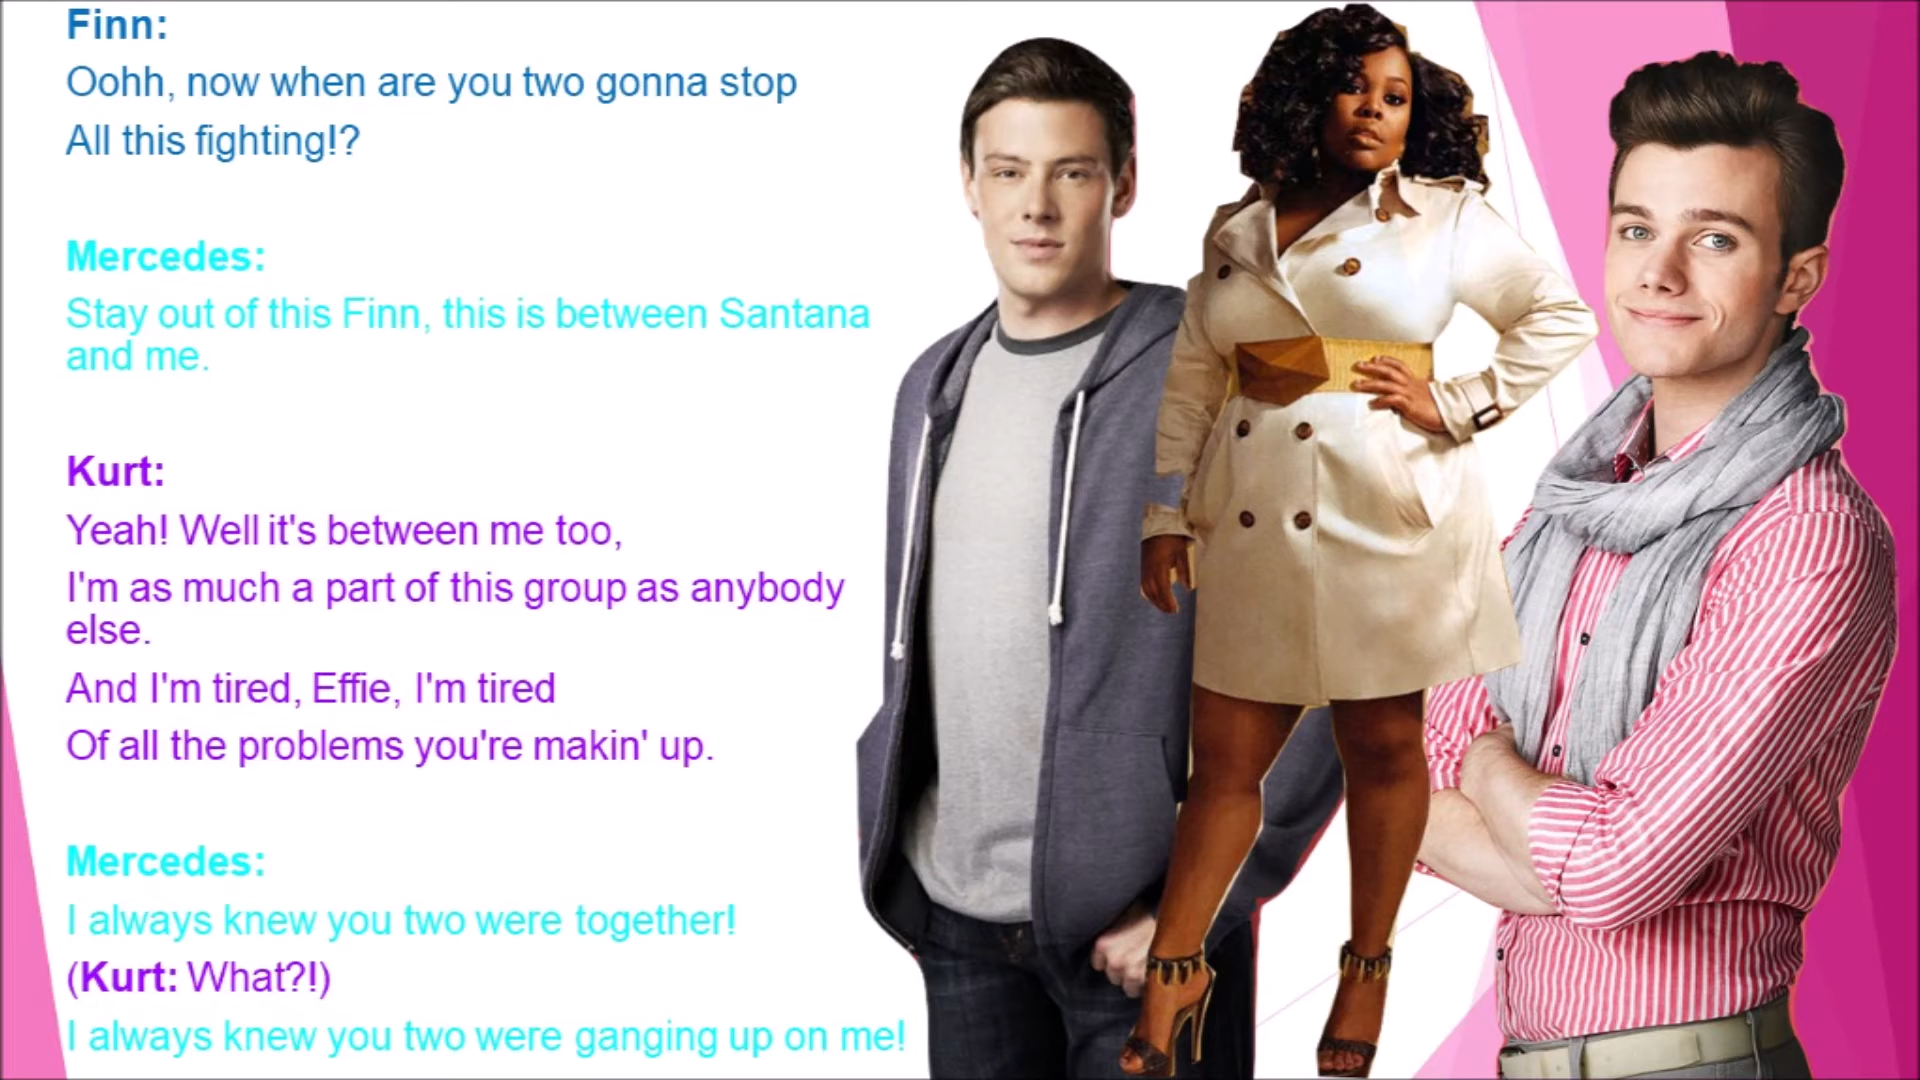 Finn:
Oohh, now when are you two gonna stop
All this fighting!?
Mercedes:
Stay out of this Finn, this is between Santana
and me.
Kurt:
Yeah! Well it's between me too,
I'm as much a part of this group as anybody
else.
And I'm tired, Effie, I'm tired
Of all the problems you're makin' up.
Mercedes:
I always knew you two were together!
(Kurt: What?!)
I always knew you two were ganging up on me!